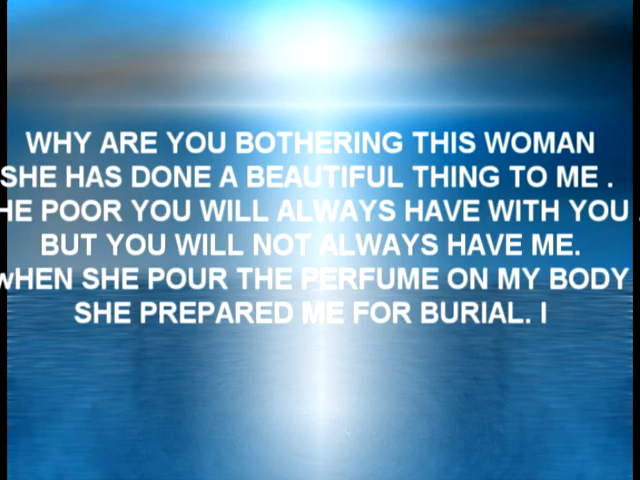 WHY ARE YOU BOTHERING THIS WOMAN
SHE HAS DONE A BEAUTIFUL THING TO ME .
HE POOR YOU WILL ALWAYS HAVE WITH YOU .
BUT YOU WILL NOT ALWAYS HAVE ME.
wHEN SHE POUR THE PERFUME ON MY BODY
SHE PREPARED ME FOR BURIAL. I